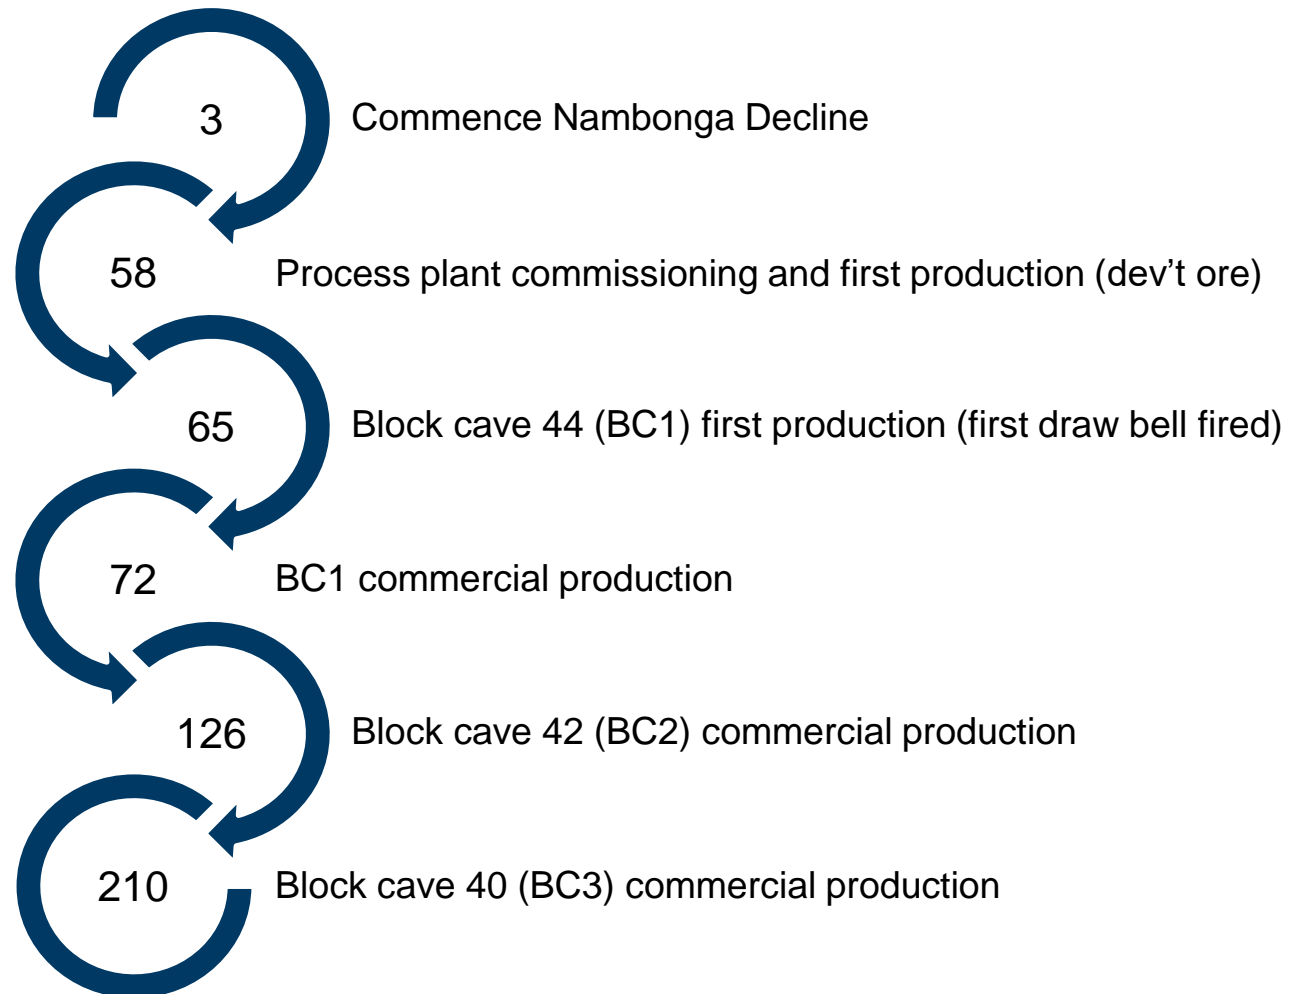 3 Commence Nambonga Decline
58 Process plant commissioning and first production (dev’t ore)
65 Block cave 44 (BC1) first production (first draw bell fired)
72 BC1 commercial production
126 Block cave 42 (BC2) commercial production
210 Block cave 40 (BC3) commercial production